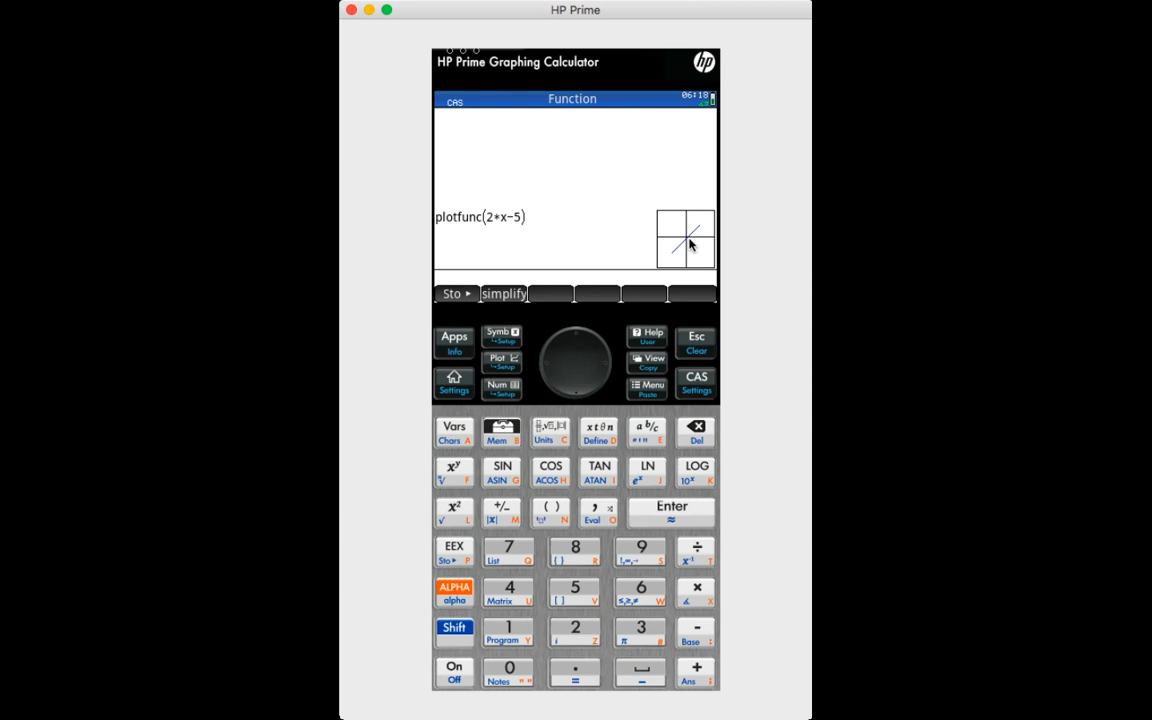 HP Prime
HP Prime Graphing Calculator
hp
CAS
Function
06:18
plotfunc(2*x-5)
Sto ▸ simplify
Apps
Info
Symb
↪Setup
Help
User
Esc
Clear
Plot
↪Setup
View
Copy
Settings
Num
↪Setup
Menu
Paste
CAS
Settings
Vars
Chars A
Mem B
Units C
x t θ n
Define D
a b/c
E
Del
xʸ
F
SIN
ASIN G
COS
ACOS H
TAN
ATAN I
LN
eˣ J
LOG
10ˣ K
x²
√ L
+/-
|x| M
( )
N
,
Eval O
Enter
≈
EEX
Sto ▸ P
7
List Q
8
{ } R
9
!,∞,→ S
÷
x⁻¹ T
ALPHA
alpha
4
Matrix U
5
[ ] V
6
≤,≥,≠ W
×
∡ X
Shift
1
Program Y
2
i Z
3
π #
-
Base :
On
Off
0
Notes " "
.
=
_
+
Ans ;